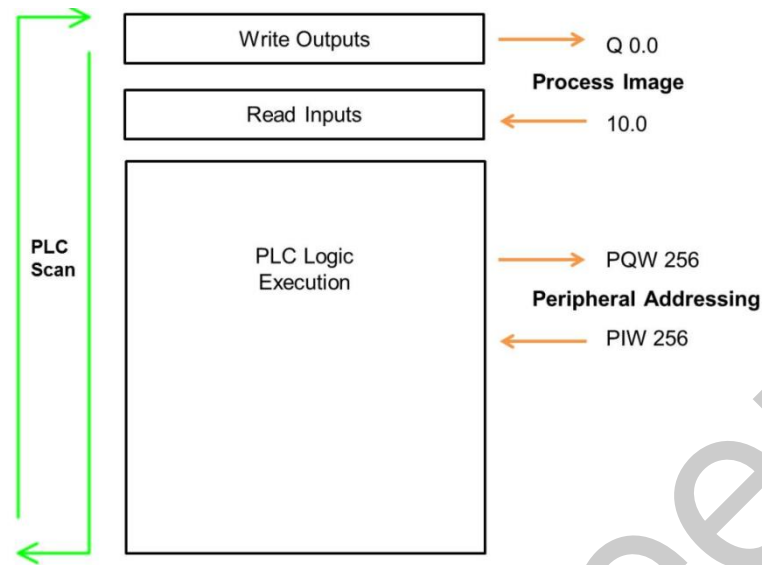 Write Outputs
Q 0.0
Process Image
Read Inputs
10.0
PLC
Scan
PLC Logic
Execution
PQW 256
Peripheral Addressing
PIW 256